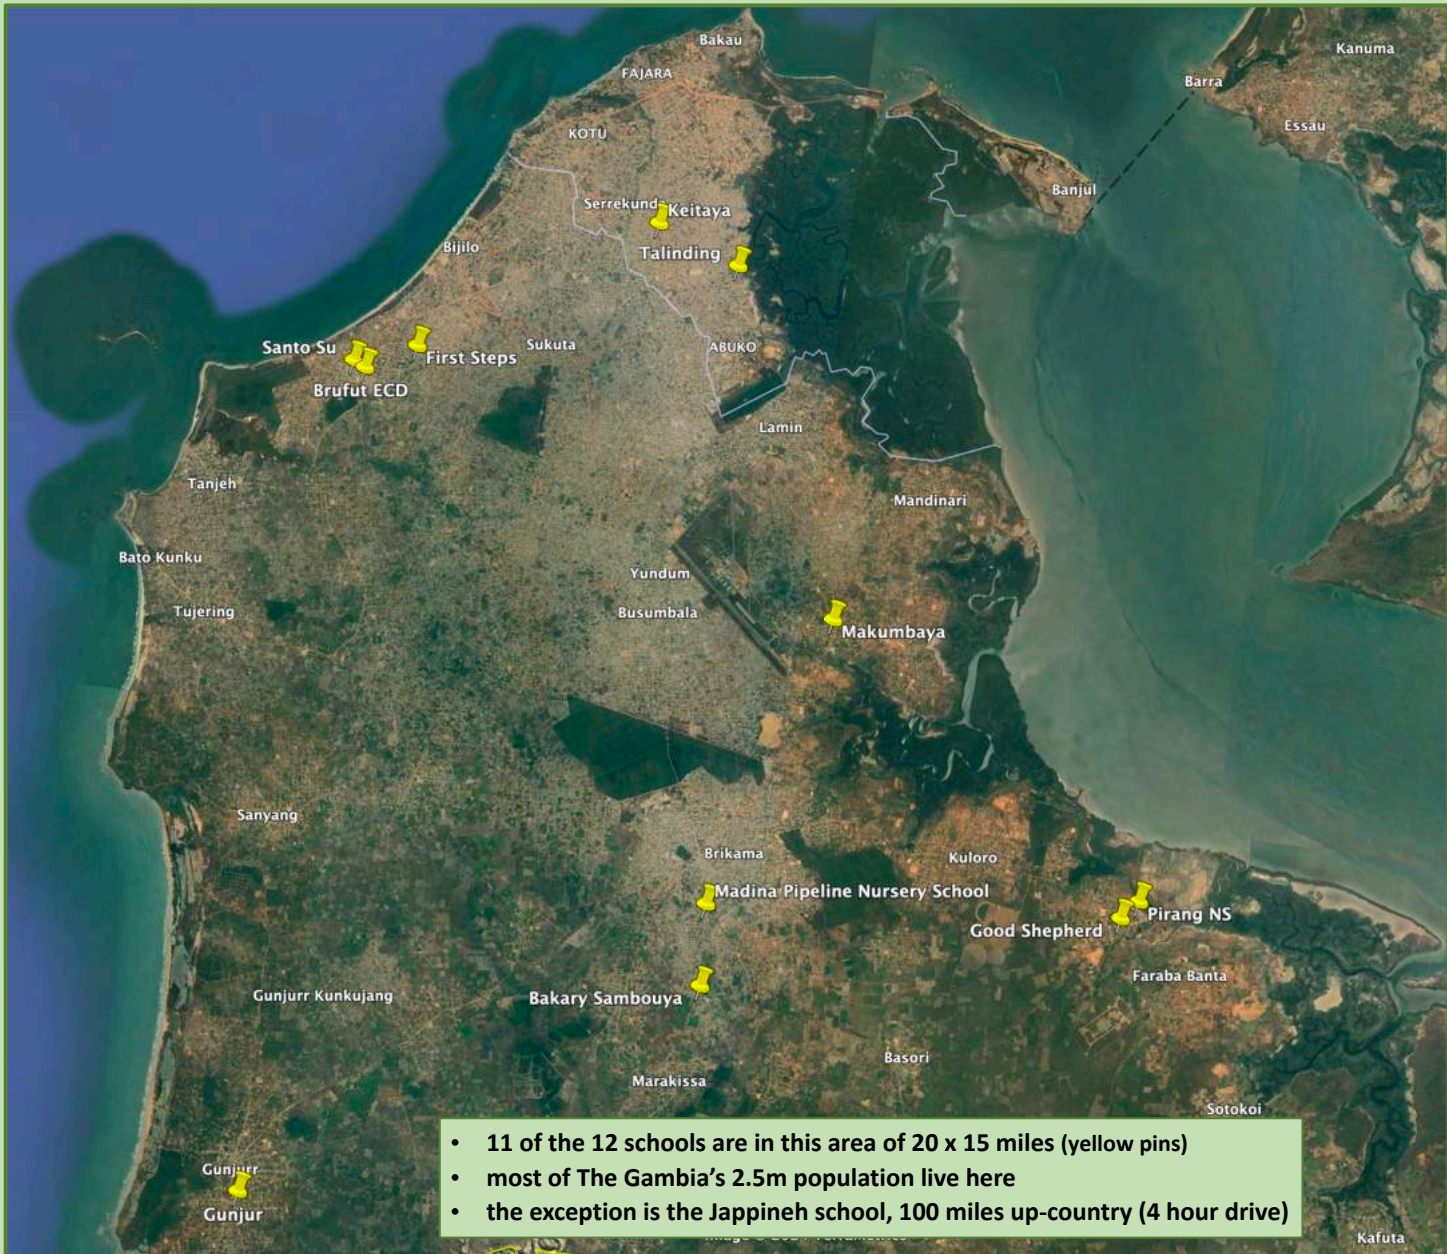 Bakau
Kanuma
FAJARA
Barra
Essau
KOTU
Banjul
Serrekunda
Keitaya
Bijilo
Talinding
Santo Su
First Steps
Sukuta
ABUKO
Brufut ECD
Lamin
Tanjeh
Mandinari
Bato Kunku
Yundum
Tujering
Busumbala
Makumbaya
Sanyang
Brikama
Kuloro
Madina Pipeline Nursery School
Pirang NS
Good Shepherd
Faraba Banta
Gunjurr Kunkujang
Bakary Sambouya
Basori
Marakissa
Sotokoi
• 11 of the 12 schools are in this area of 20 x 15 miles (yellow pins)
• most of The Gambia's 2.5m population live here
• the exception is the Jappineh school, 100 miles up-country (4 hour drive)
Gunjurr
Gunjur
Kafuta